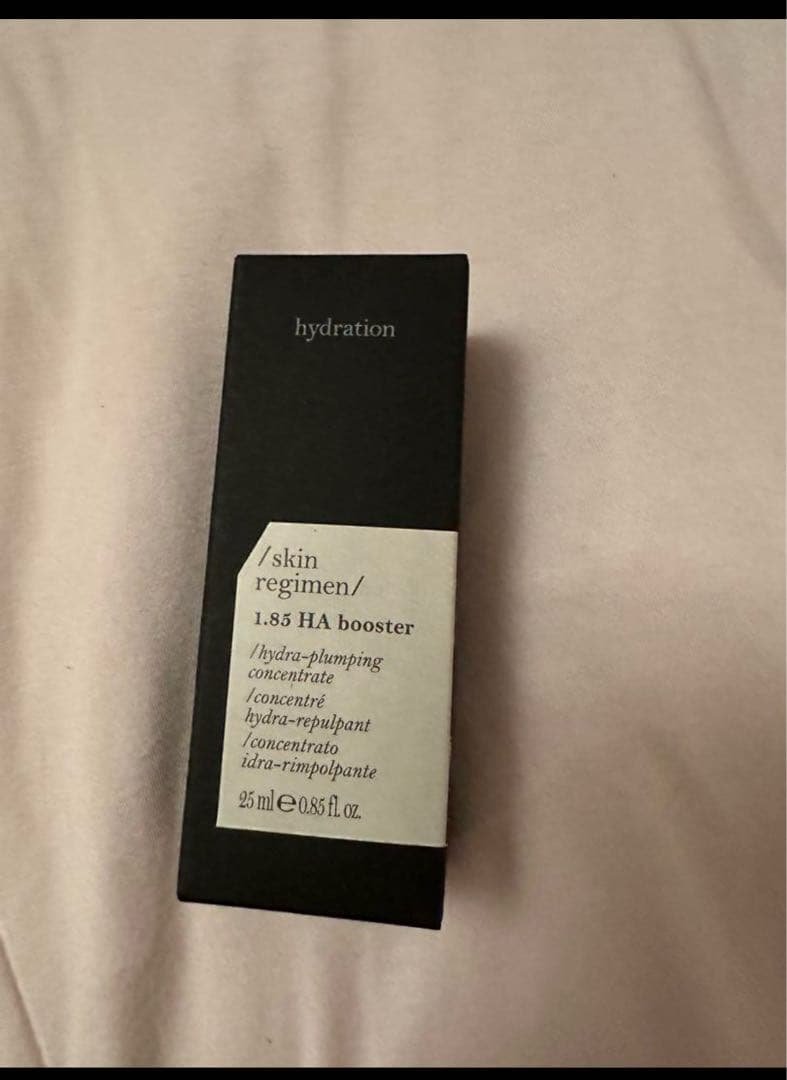 hydration
/skin
regimen/
1.85 HA booster
/hydra-plumping
concentrate
/concentré
hydra-repulpant
/concentrato
idra-rimpolpante
25 ml ℮ 0.85 fl. oz.